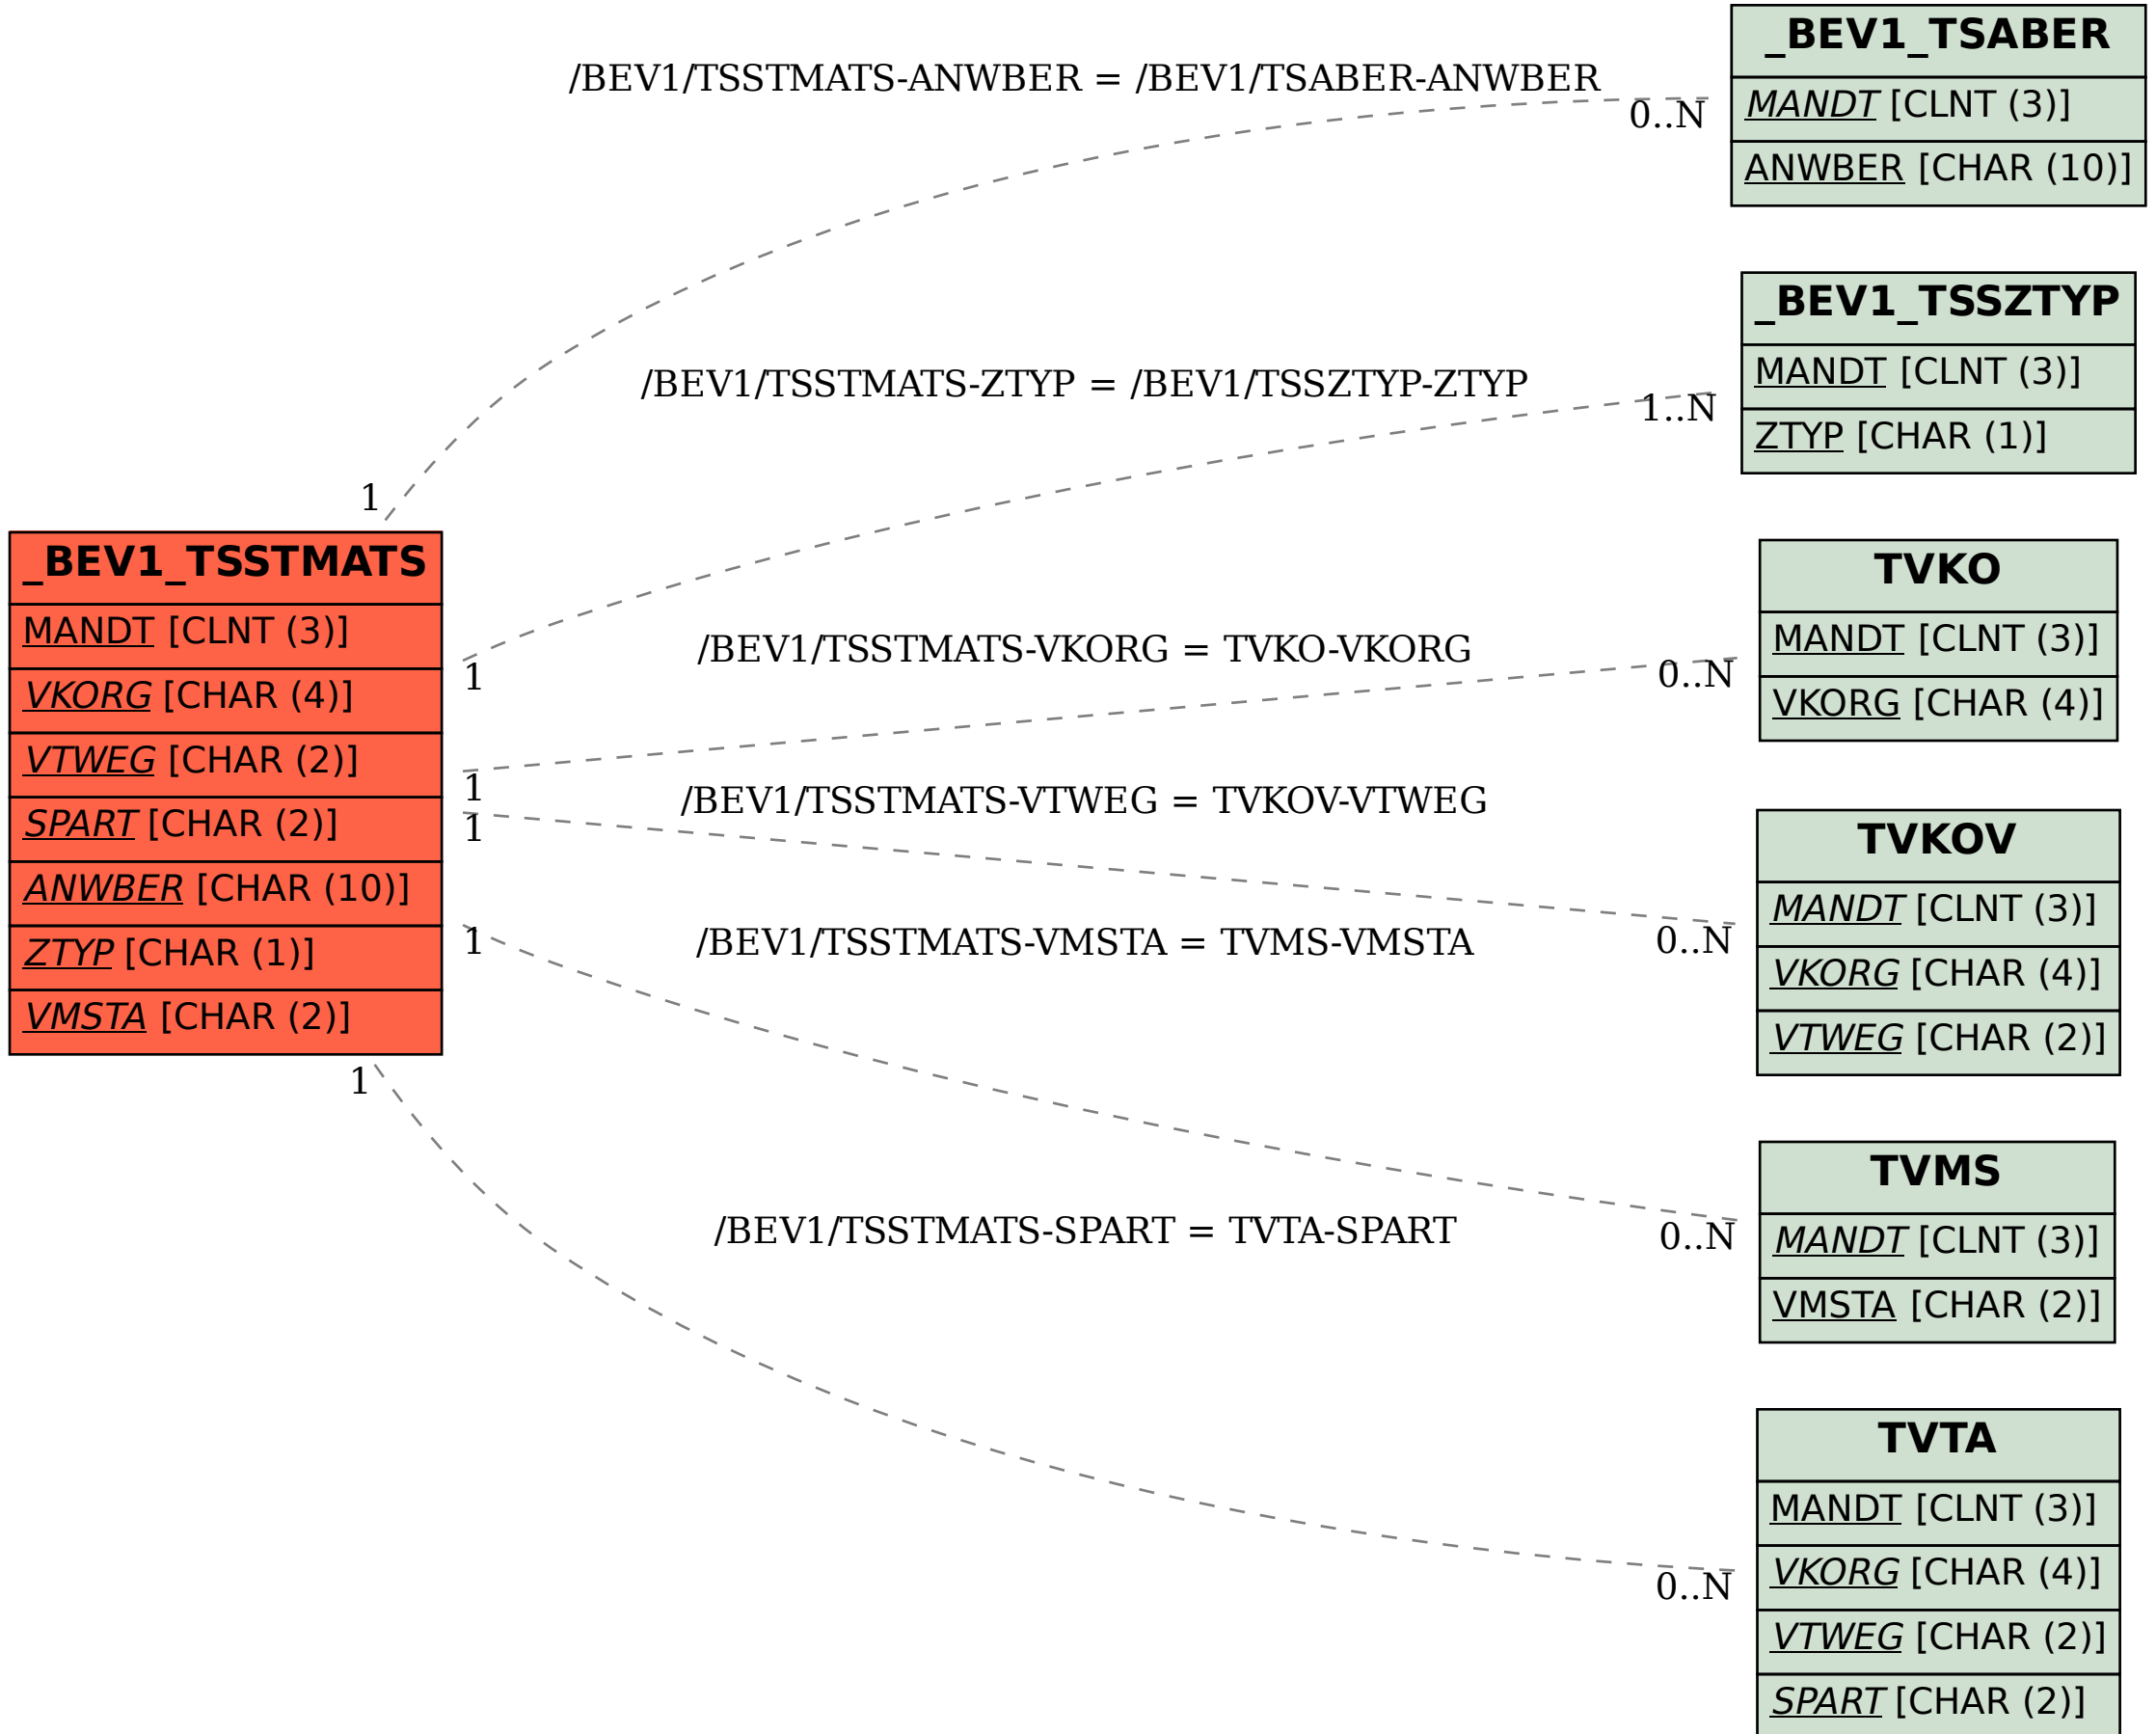 _BEV1_TSABER
MANDT [CLNT (3)]
ANWBER [CHAR (10)]
/BEV1/TSSTMATS-ANWBER = /BEV1/TSABER-ANWBER
0..N
1
_BEV1_TSSZTYP
MANDT [CLNT (3)]
ZTYP [CHAR (1)]
/BEV1/TSSTMATS-ZTYP = /BEV1/TSSZTYP-ZTYP
1..N
1
_BEV1_TSSTMATS
MANDT [CLNT (3)]
VKORG [CHAR (4)]
VTWEG [CHAR (2)]
SPART [CHAR (2)]
ANWBER [CHAR (10)]
ZTYP [CHAR (1)]
VMSTA [CHAR (2)]
TVKO
MANDT [CLNT (3)]
VKORG [CHAR (4)]
/BEV1/TSSTMATS-VKORG = TVKO-VKORG
0..N
1
/BEV1/TSSTMATS-VTWEG = TVKOV-VTWEG
1
0..N
TVKOV
MANDT [CLNT (3)]
VKORG [CHAR (4)]
VTWEG [CHAR (2)]
/BEV1/TSSTMATS-VMSTA = TVMS-VMSTA
1
0..N
TVMS
MANDT [CLNT (3)]
VMSTA [CHAR (2)]
1
/BEV1/TSSTMATS-SPART = TVTA-SPART
0..N
TVTA
MANDT [CLNT (3)]
VKORG [CHAR (4)]
VTWEG [CHAR (2)]
SPART [CHAR (2)]